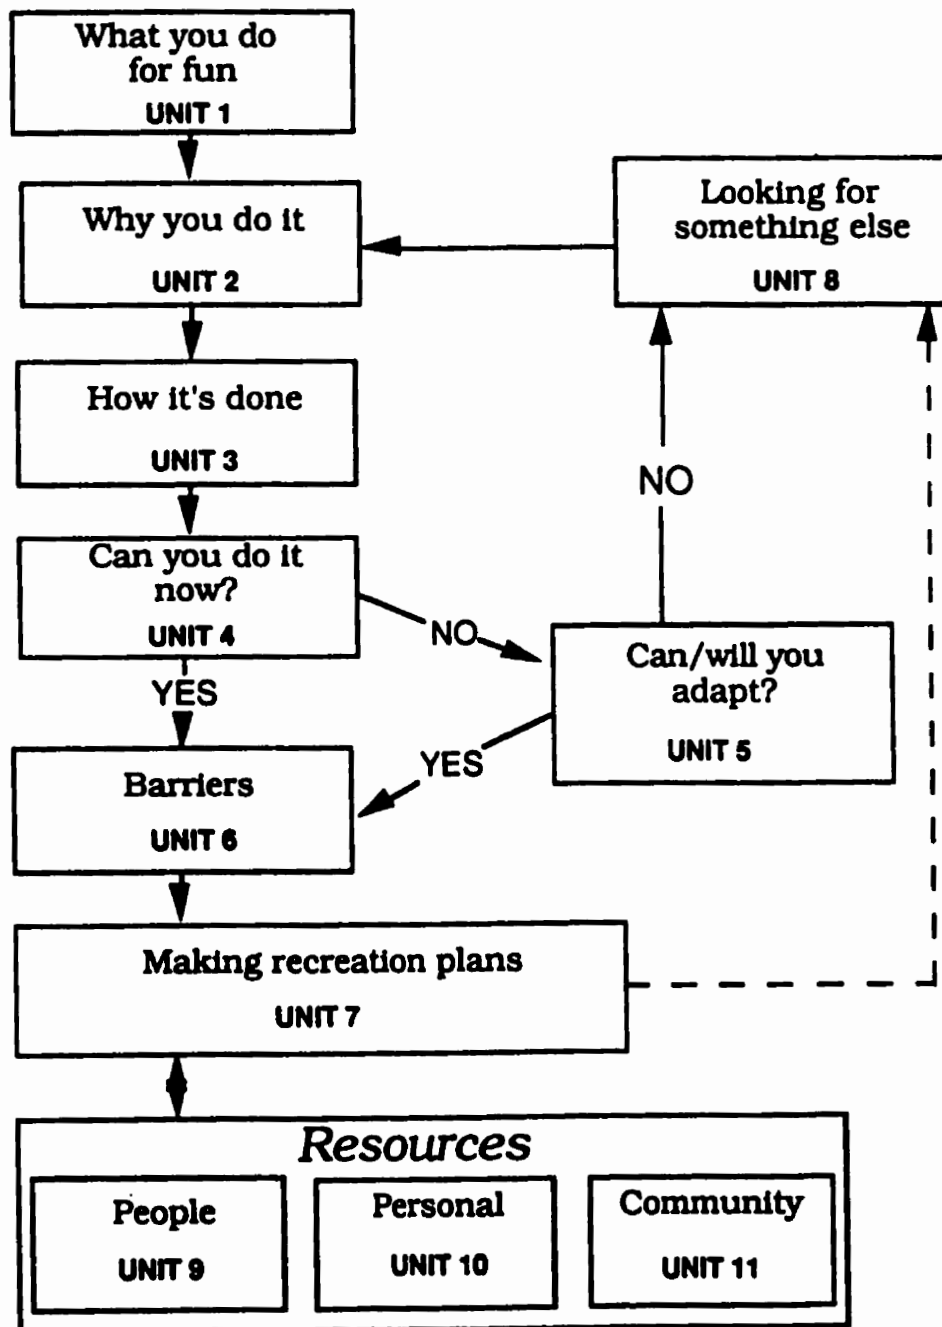 What you do
for fun
UNIT 1
Why you do it
UNIT 2
Looking for
something else
UNIT 8
How it's done
UNIT 3
NO
Can you do it
now?
UNIT 4
NO
Can/will you
adapt?
UNIT 5
YES
YES
Barriers
UNIT 6
Making recreation plans
UNIT 7
Resources
People
UNIT 9
Personal
UNIT 10
Community
UNIT 11